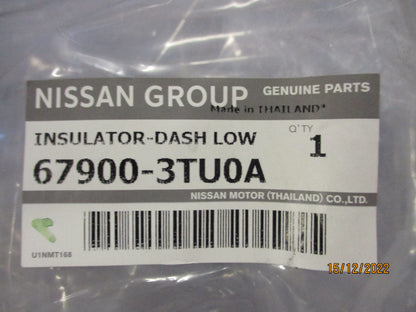 NISSAN GROUP GENUINE PARTS
Made in THAILAND*
INSULATOR-DASH LOW Q'TY
67900-3TU0A 1
NISSAN MOTOR (THAILAND) CO.,LTD.
U1NMT168
15/12/2022